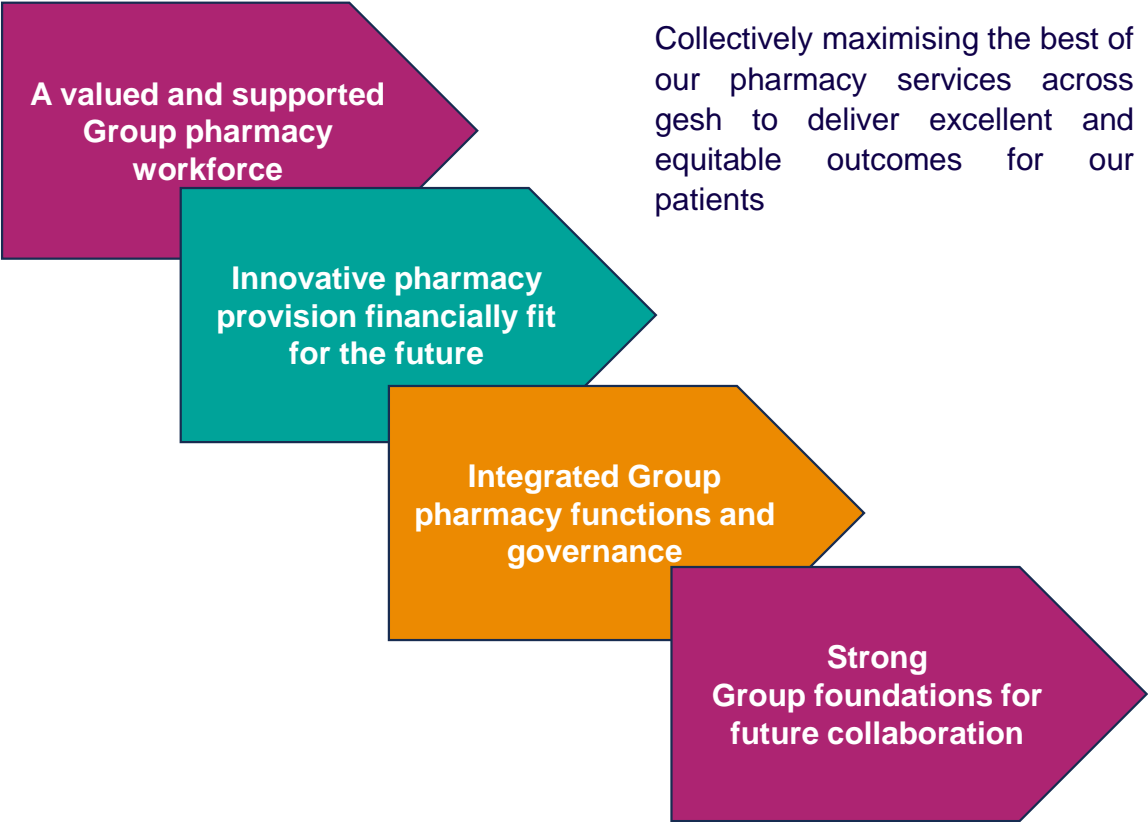 A valued and supported
Group pharmacy
workforce
Collectively maximising the best of
our pharmacy services across
gesh to deliver excellent and
equitable outcomes for our
patients
Innovative pharmacy
provision financially fit
for the future
Integrated Group
pharmacy functions and
governance
Strong
Group foundations for
future collaboration